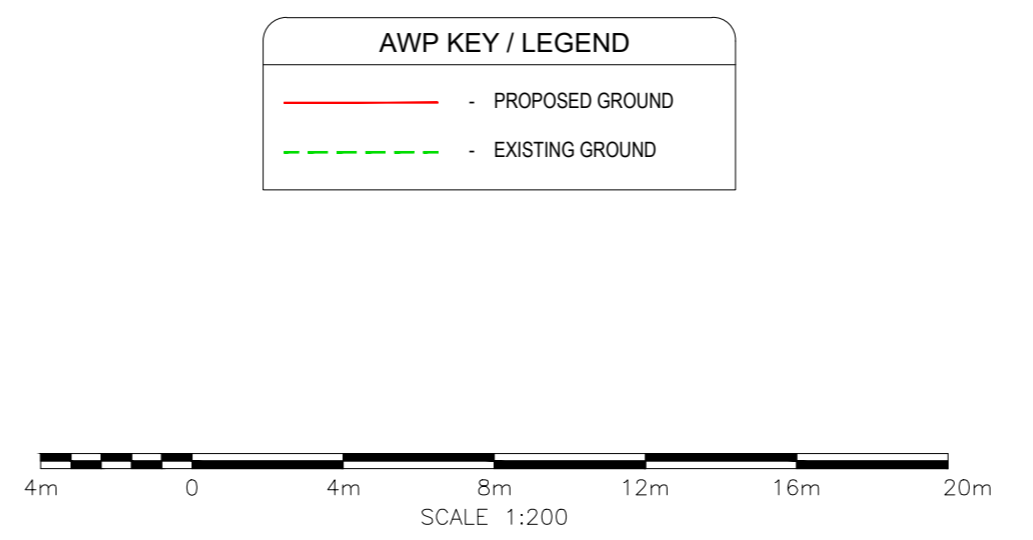 AWP KEY / LEGEND
- PROPOSED GROUND
- EXISTING GROUND
4m 0 4m 8m 12m 16m 20m
SCALE 1:200